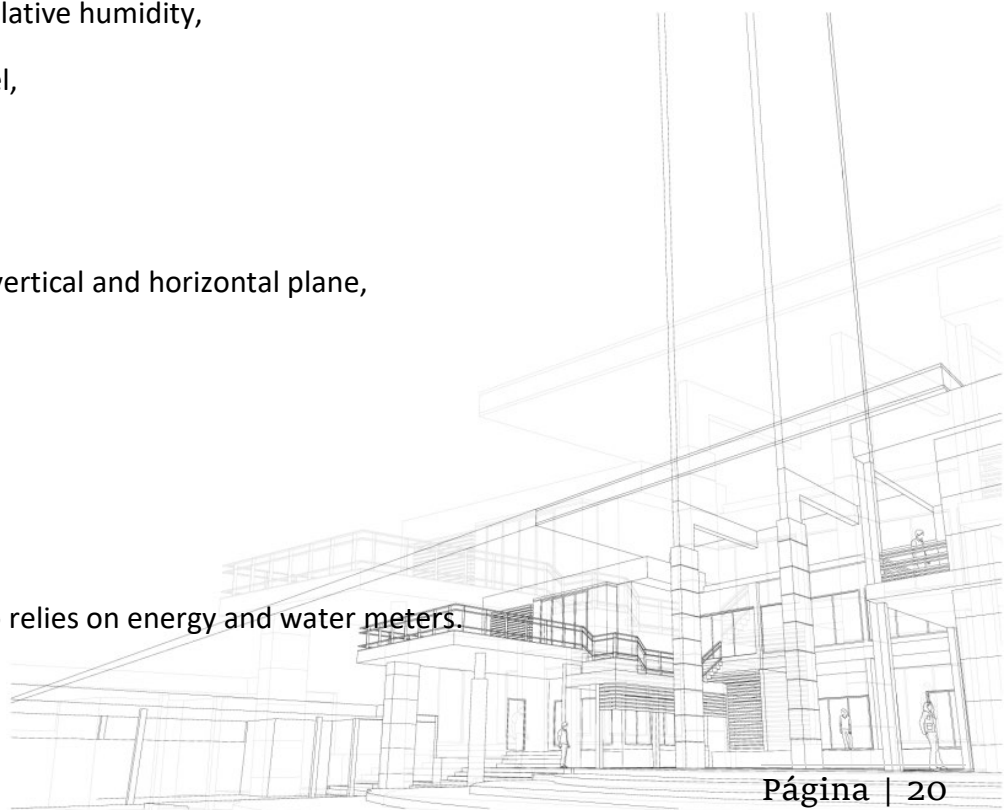 lative humidity,
l,
vertical and horizontal plane,
relies on energy and water meters.
Página | 20